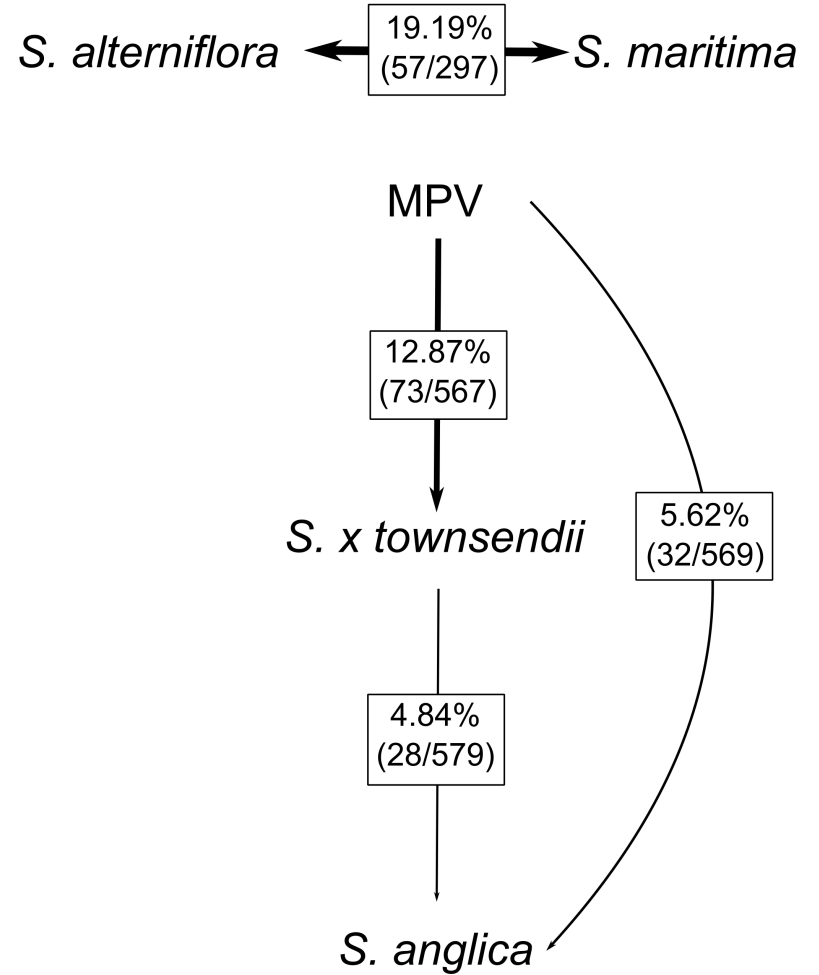 19.19%
S. alterniflora
S. maritima
(57/297)
MPV
12.87%
(73/567)
S. x townsendii
5.62%
(32/569)
4.84%
(28/579)
S. anglica